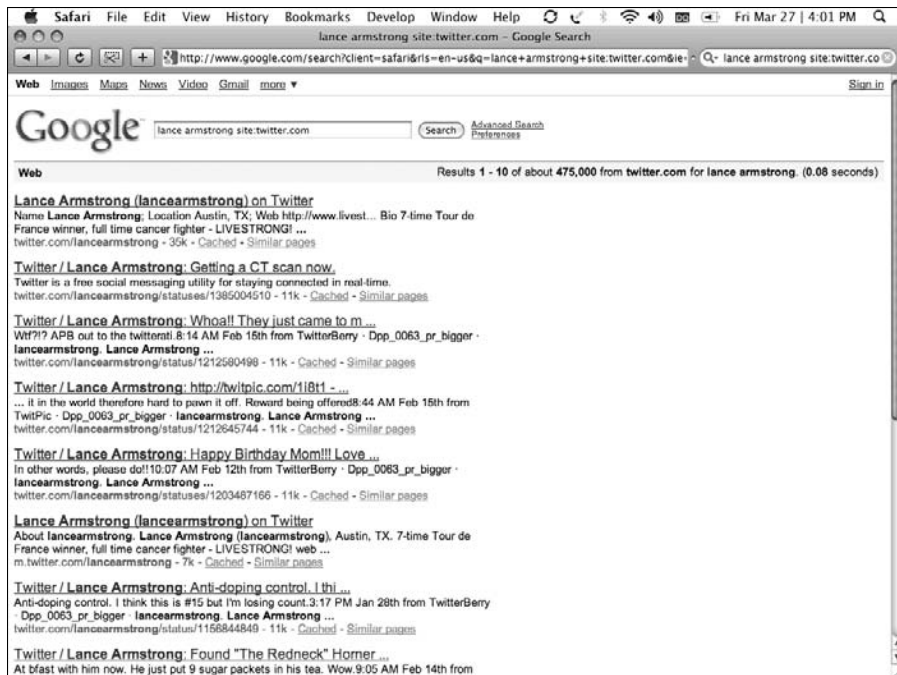 Safari File Edit View History Bookmarks Develop Window Help Fri Mar 27 | 4:01 PM
lance armstrong site:twitter.com – Google Search
http://www.google.com/search?client=safari&rls=en-us&q=lance+armstrong+site:twitter.com&ie- lance armstrong site:twitter.co
Web Images Maps News Video Gmail more ▼ Sign in
Google lance armstrong site:twitter.com Search Advanced Search
Preferences
Web Results 1 - 10 of about 475,000 from twitter.com for lance armstrong. (0.08 seconds)
Lance Armstrong (lancearmstrong) on Twitter
Name Lance Armstrong; Location Austin, TX; Web http://www.livest... Bio 7-time Tour de
France winner, full time cancer fighter - LIVESTRONG! ...
twitter.com/lancearmstrong - 35k - Cached - Similar pages
Twitter / Lance Armstrong: Getting a CT scan now.
Twitter is a free social messaging utility for staying connected in real-time.
twitter.com/lancearmstrong/statuses/1385004510 - 11k - Cached - Similar pages
Twitter / Lance Armstrong: Whoa!! They just came to m ...
Wtf?!? APB out to the twitterati.8:14 AM Feb 15th from TwitterBerry · Dpp_0063_pr_bigger ·
lancearmstrong. Lance Armstrong ...
twitter.com/lancearmstrong/status/1212580498 - 11k - Cached - Similar pages
Twitter / Lance Armstrong: http://twitpic.com/1i8t1 - ...
... it in the world therefore hard to pawn it off. Reward being offered8:44 AM Feb 15th from
TwitPic · Dpp_0063_pr_bigger · lancearmstrong. Lance Armstrong ...
twitter.com/lancearmstrong/status/1212645744 - 11k - Cached - Similar pages
Twitter / Lance Armstrong: Happy Birthday Mom!!! Love ...
In other words, please do!!10:07 AM Feb 12th from TwitterBerry · Dpp_0063_pr_bigger ·
lancearmstrong. Lance Armstrong ...
twitter.com/lancearmstrong/statuses/1203487166 - 11k - Cached - Similar pages
Lance Armstrong (lancearmstrong) on Twitter
About lancearmstrong. Lance Armstrong (lancearmstrong), Austin, TX. 7-time Tour de
France winner, full time cancer fighter - LIVESTRONG! web ...
m.twitter.com/lancearmstrong - 7k - Cached - Similar pages
Twitter / Lance Armstrong: Anti-doping control. I thi ...
Anti-doping control. I think this is #15 but I'm losing count.3:17 PM Jan 28th from TwitterBerry
· Dpp_0063_pr_bigger · lancearmstrong. Lance Armstrong ...
twitter.com/lancearmstrong/status/1156844849 - 11k - Cached - Similar pages
Twitter / Lance Armstrong: Found "The Redneck" Horner ...
At bfast with him now. He just put 9 sugar packets in his tea. Wow.9:05 AM Feb 14th from